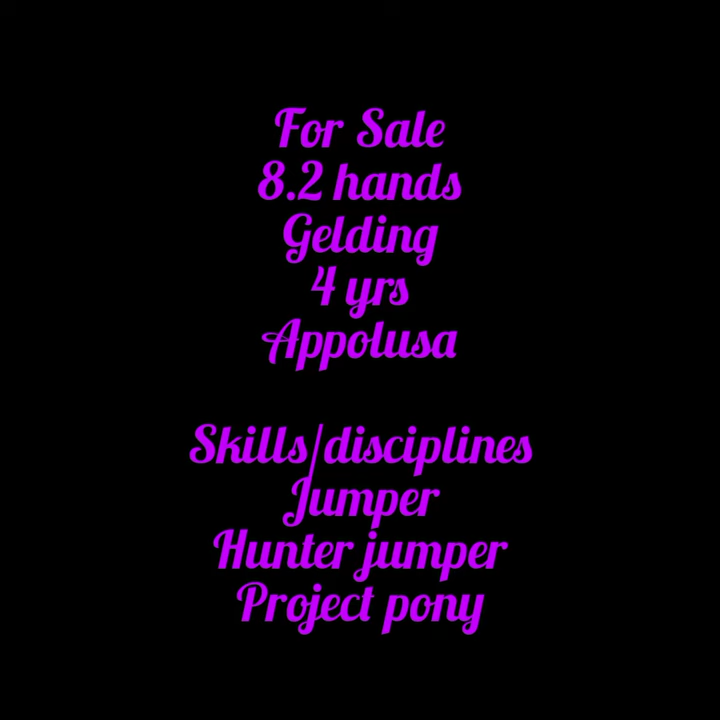 For Sale
8.2 hands
Gelding
4 yrs
Appolusa
Skills/disciplines
Jumper
Hunter jumper
Project pony